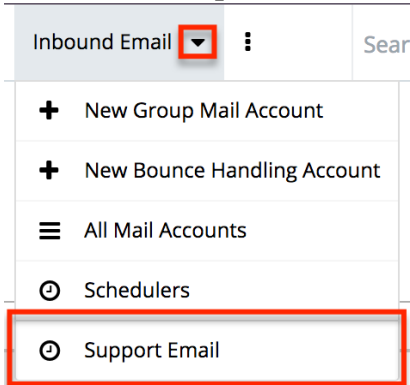 Inbound Email
Sear
New Group Mail Account
New Bounce Handling Account
All Mail Accounts
Schedulers
Support Email